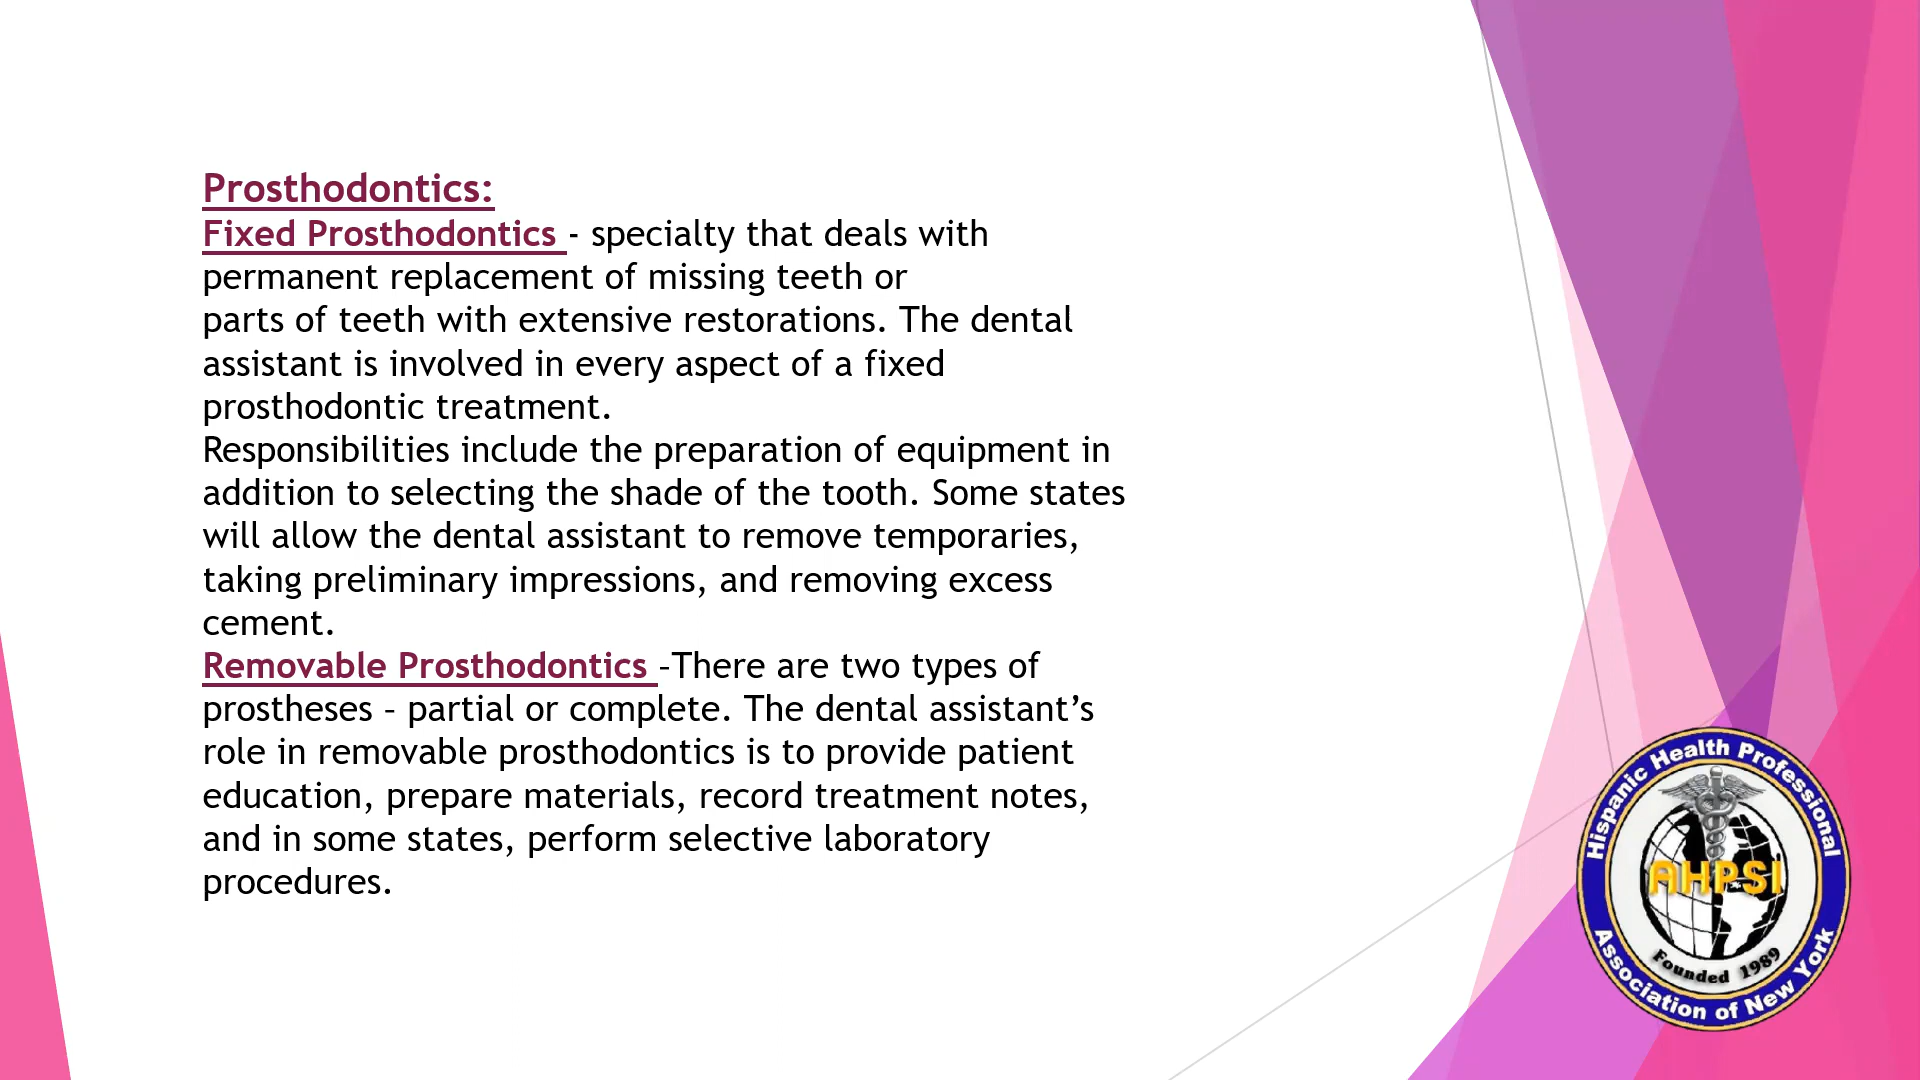 Prosthodontics:
Fixed Prosthodontics - specialty that deals with
permanent replacement of missing teeth or
parts of teeth with extensive restorations. The dental
assistant is involved in every aspect of a fixed
prosthodontic treatment.
Responsibilities include the preparation of equipment in
addition to selecting the shade of the tooth. Some states
will allow the dental assistant to remove temporaries,
taking preliminary impressions, and removing excess
cement.
Removable Prosthodontics –There are two types of
prostheses – partial or complete. The dental assistant’s
role in removable prosthodontics is to provide patient
education, prepare materials, record treatment notes,
and in some states, perform selective laboratory
procedures.
Hispanic Health Professional
AHPSI
Founded 1989
Association of New York